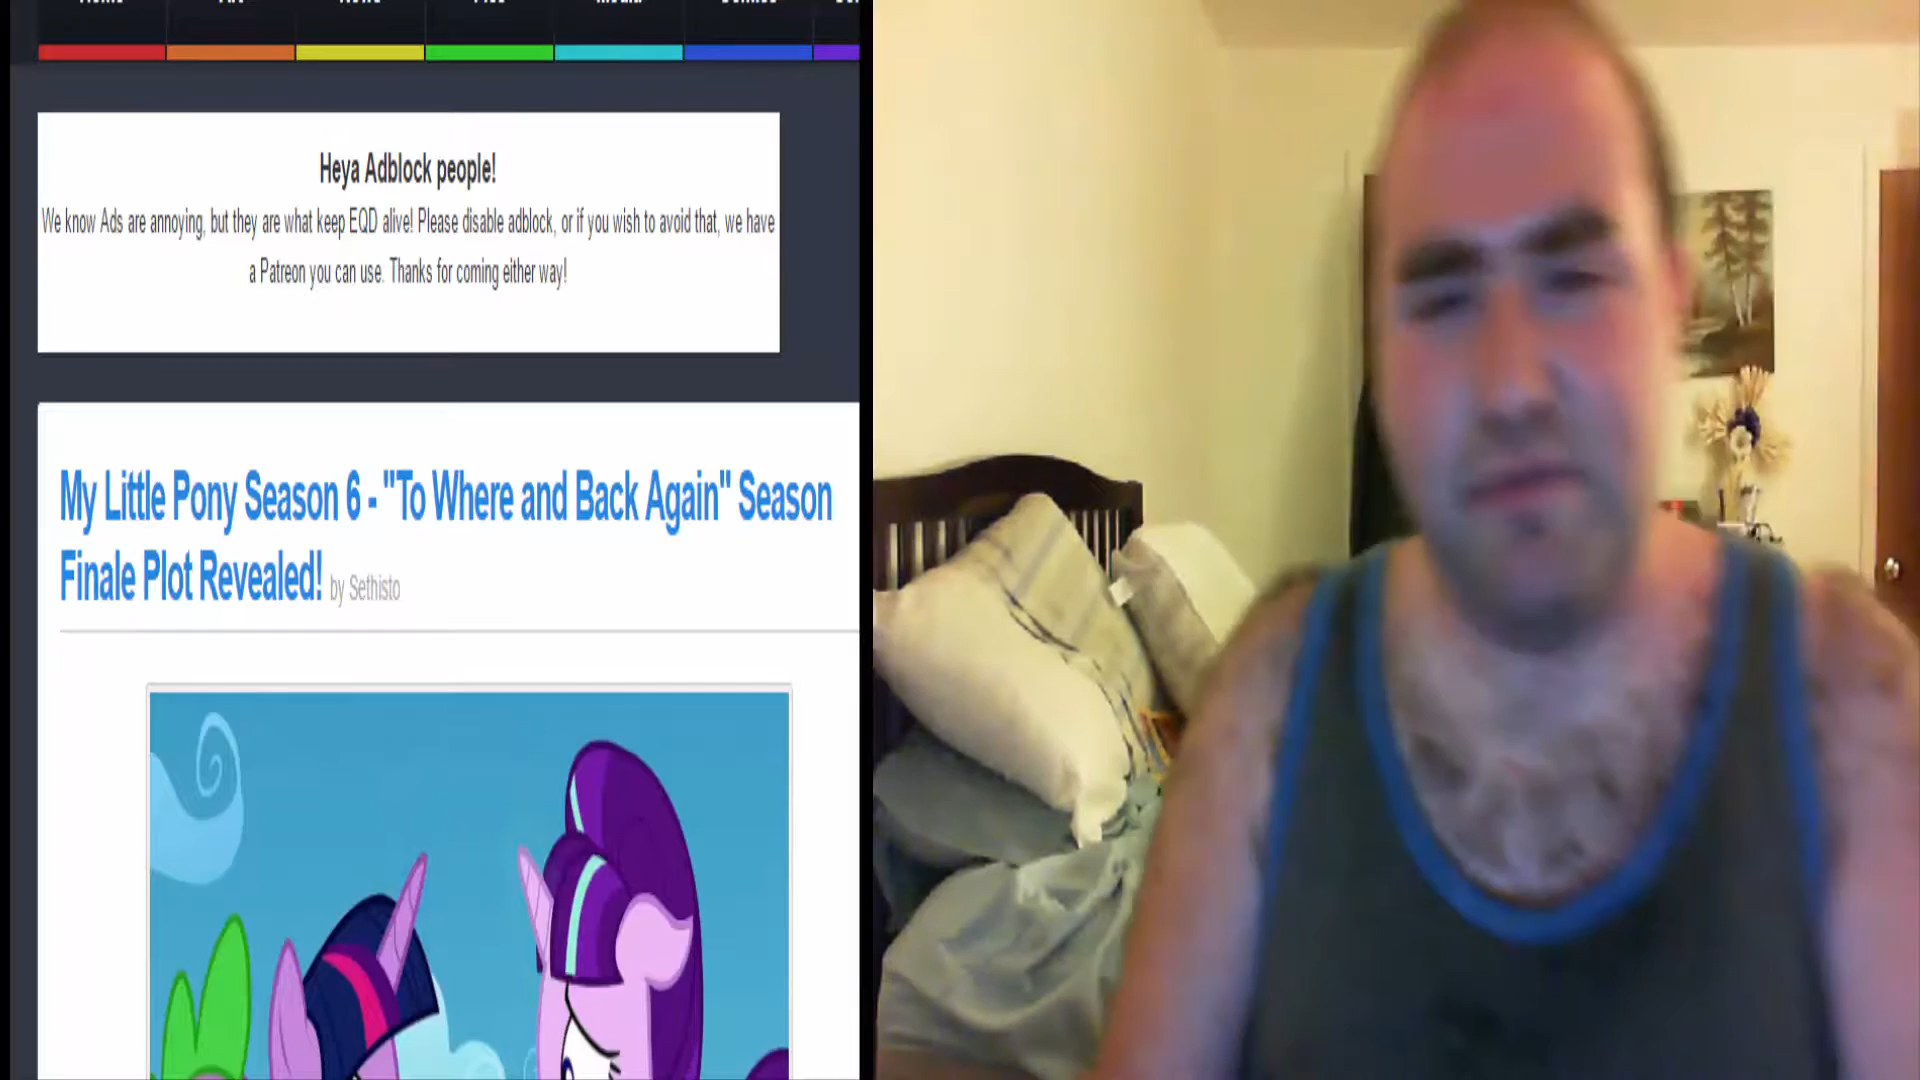 Heya Adblock people!
We know Ads are annoying, but they are what keep EQD alive! Please disable adblock, or if you wish to avoid that, we have
a Patreon you can use. Thanks for coming either way!
My Little Pony Season 6 - "To Where and Back Again" Season
Finale Plot Revealed! by Sethisto